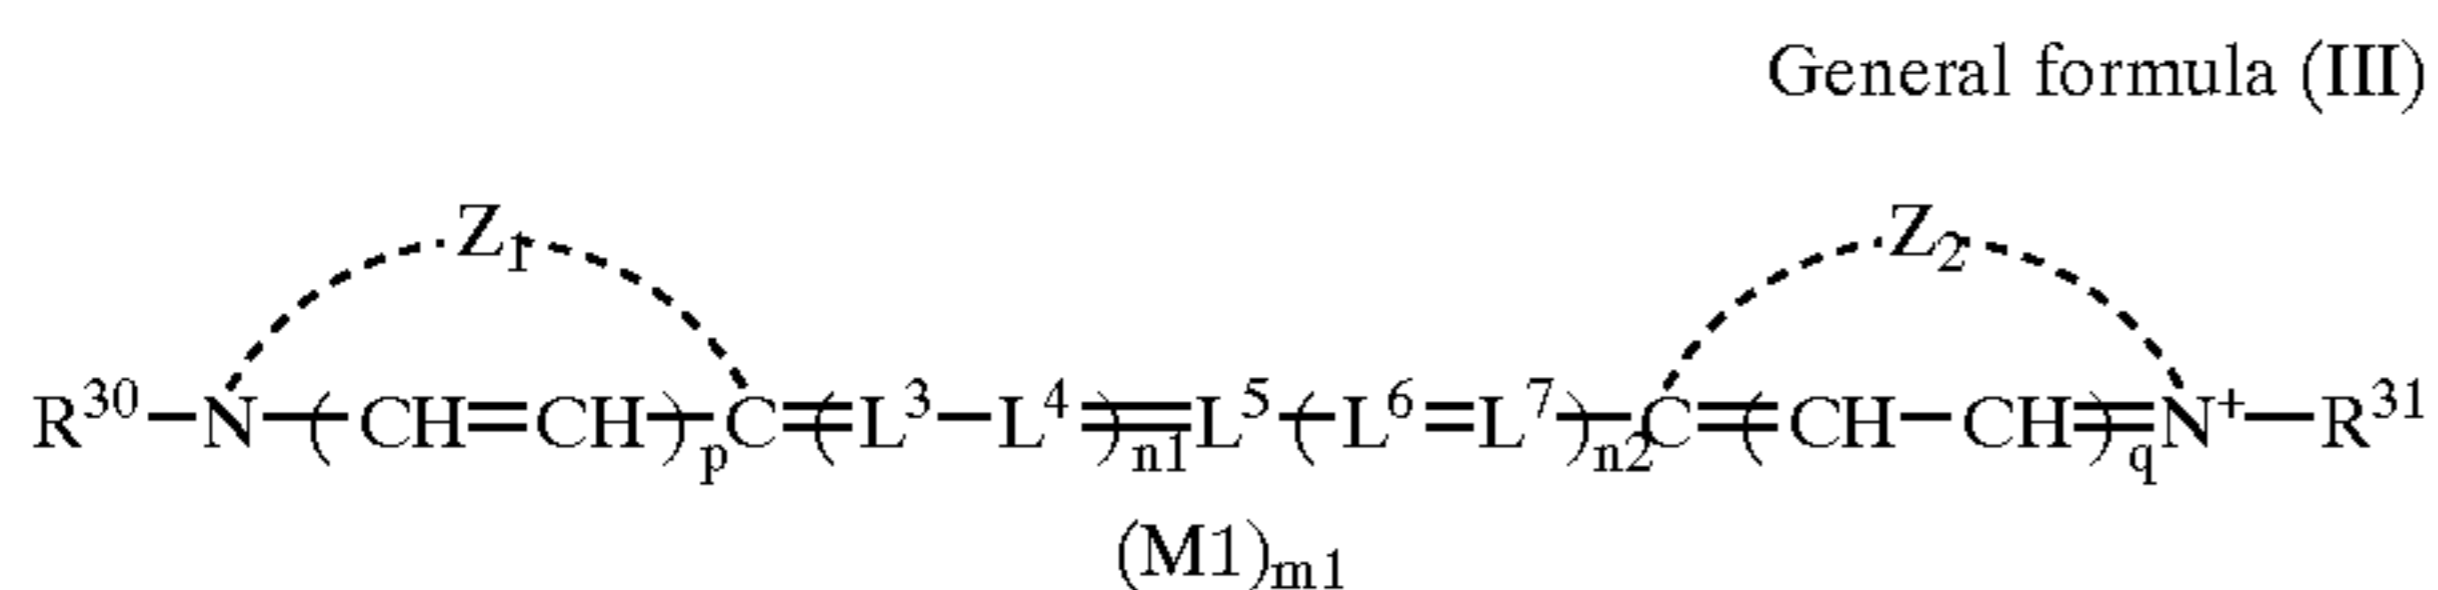 General formula (III)
Z₁ Z₂
R³⁰—N—(CH=CH)ₚC=(L³—L⁴)ₙ₁=L⁵—(L⁶=L⁷)ₙ₂—C=(CH—CH)q=N⁺—R³¹
(M1)ₘ₁